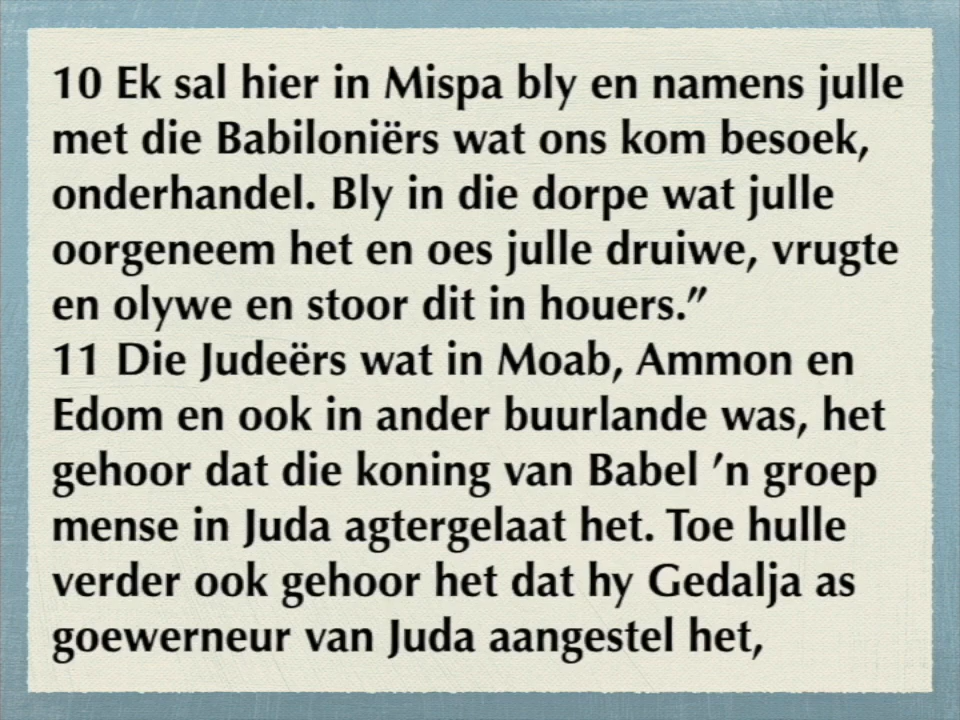 10 Ek sal hier in Mispa bly en namens julle
met die Babiloniërs wat ons kom besoek,
onderhandel. Bly in die dorpe wat julle
oorgeneem het en oes julle druiwe, vrugte
en olywe en stoor dit in houers.”
11 Die Judeërs wat in Moab, Ammon en
Edom en ook in ander buurlande was, het
gehoor dat die koning van Babel ’n groep
mense in Juda agtergelaat het. Toe hulle
verder ook gehoor het dat hy Gedalja as
goewerneur van Juda aangestel het,